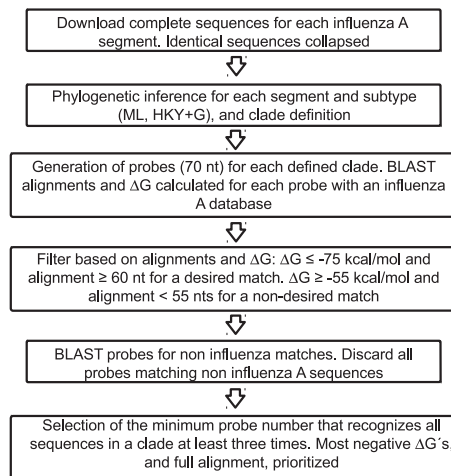 Download complete sequences for each influenza A
segment. Identical sequences collapsed
Phylogenetic inference for each segment and subtype
(ML, HKY+G), and clade definition
Generation of probes (70 nt) for each defined clade. BLAST
alignments and ΔG calculated for each probe with an influenza
A database
Filter based on alignments and ΔG: ΔG ≤ -75 kcal/mol and
alignment ≥ 60 nt for a desired match. ΔG ≥ -55 kcal/mol and
alignment < 55 nts for a non-desired match
BLAST probes for non influenza matches. Discard all
probes matching non influenza A sequences
Selection of the minimum probe number that recognizes all
sequences in a clade at least three times. Most negative ΔG´s,
and full alignment, prioritized